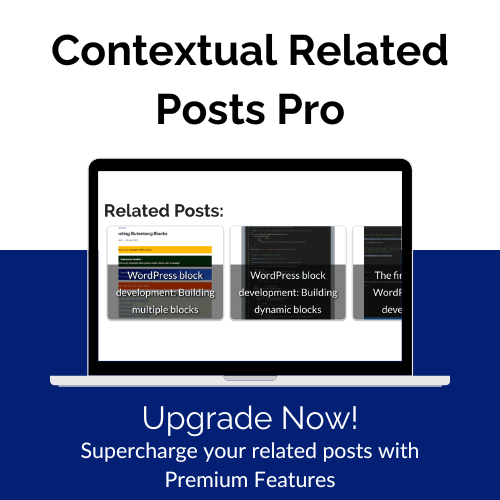 Contextual Related
Posts Pro
Related Posts:
WordPress block
development: Building
multiple blocks
WordPress block
development: Building
dynamic blocks
The
Upgrade Now!
Supercharge your related posts with
Premium Features